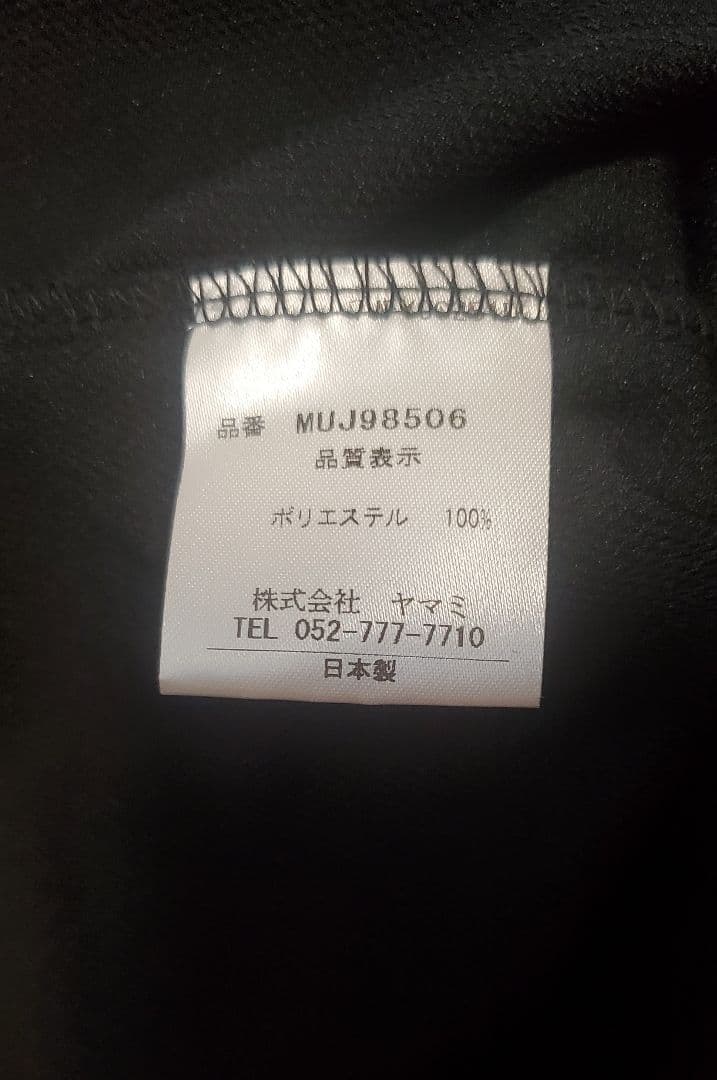 品番 MUJ98506
品質表示
ポリエステル 100%
株式会社 ヤマミ
TEL 052-777-7710
日本製